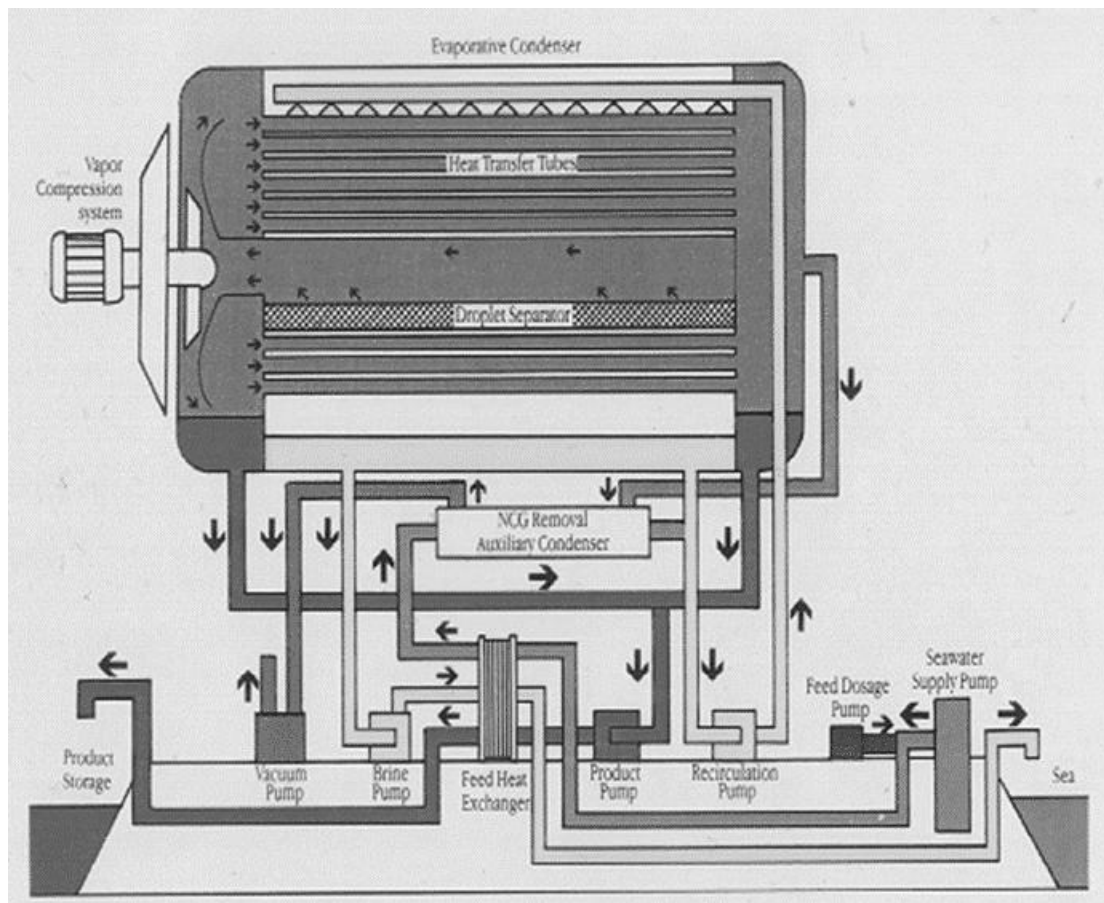 Evaporative Condenser
Vapor
Compression
system
Heat Transfer Tubes
Droplet Separator
NCG Removal
Auxiliary Condenser
Seawater
Supply Pump
Feed Dosage
Pump
Product
Storage
Vacuum
Pump
Brine
Pump
Feed Heat
Exchanger
Product
Pump
Recirculation
Pump
Sea